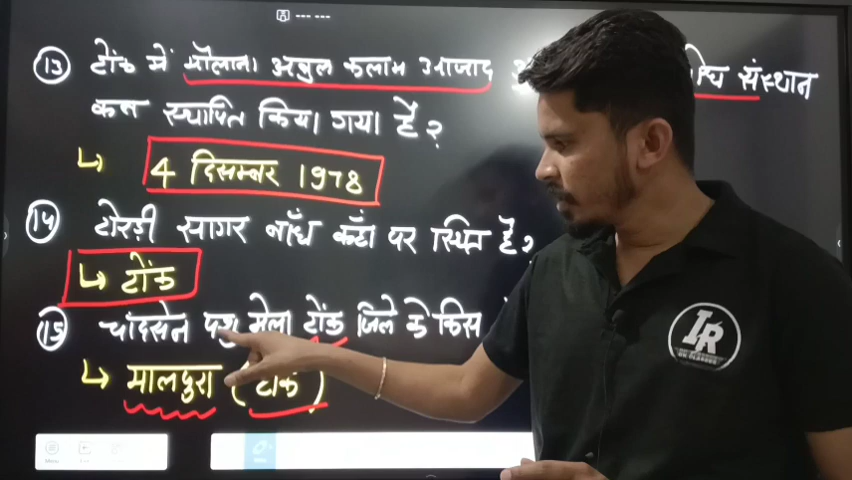 13 टोंक में मौलाना अबुल कलाम आजाद संस्थान
कब स्थापित किया गया है?
↳ 4 दिसम्बर 1978
14 टोरडी सागर बाँध कहाँ पर स्थित है?
↳ टोंक
15 चांदसेन पशु मेला टोंक जिले के किस
↳ मालपुरा (टोंक)
IR